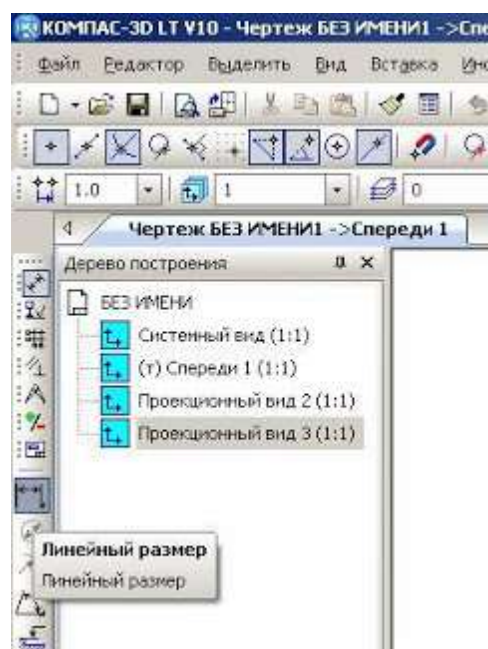 КОМПАС-3D LT V10 - Чертеж БЕЗ ИМЕНИ1 ->Спе
Файл Редактор Выделить Вид Вставка Инс
1.0 1 0
Чертеж БЕЗ ИМЕНИ1 ->Спереди 1
Дерево построения
БЕЗ ИМЕНИ
Системный вид (1:1)
(т) Спереди 1 (1:1)
Проекционный вид 2 (1:1)
Проекционный вид 3 (1:1)
Линейный размер
Линейный размер